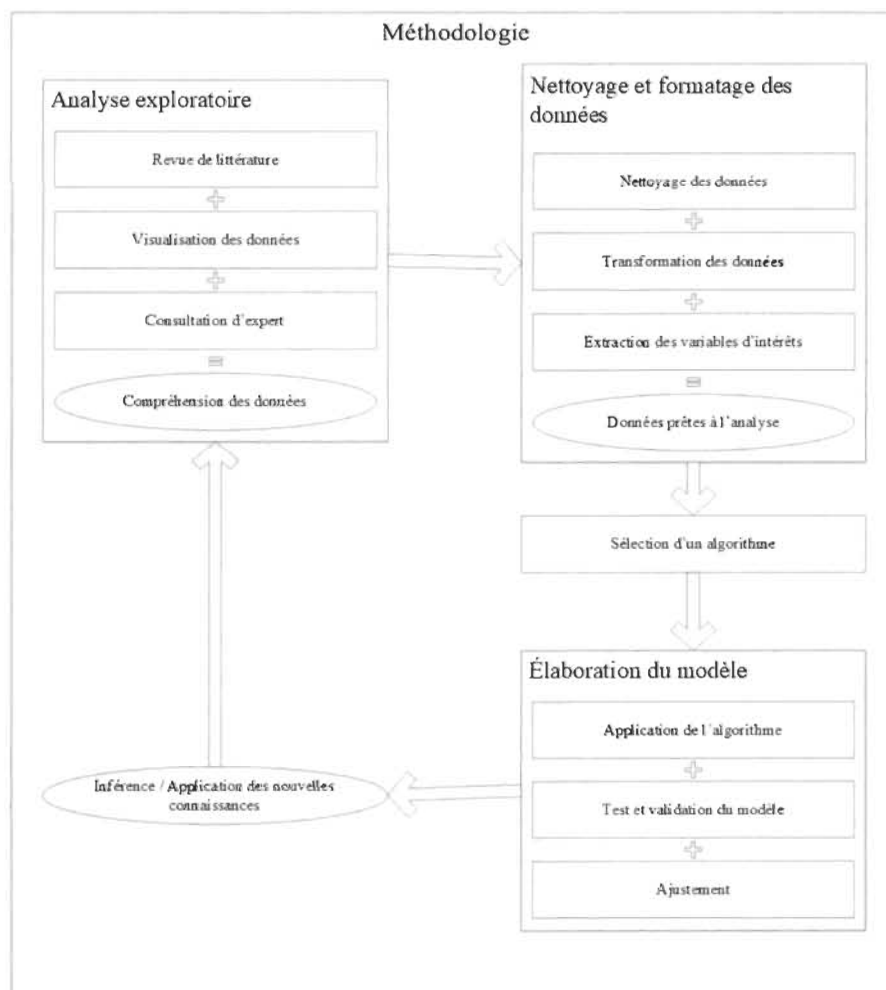 Méthodologie
Analyse exploratoire
Revue de littérature
Visualisation des données
Consultation d'expert
Compréhension des données
Nettoyage et formatage des
données
Nettoyage des données
Transformation des données
Extraction des variables d'intérêts
Données prêtes à l'analyse
Sélection d'un algorithme
Élaboration du modèle
Application de l'algorithme
Test et validation du modèle
Ajustement
Inférence / Application des nouvelles
connaissances